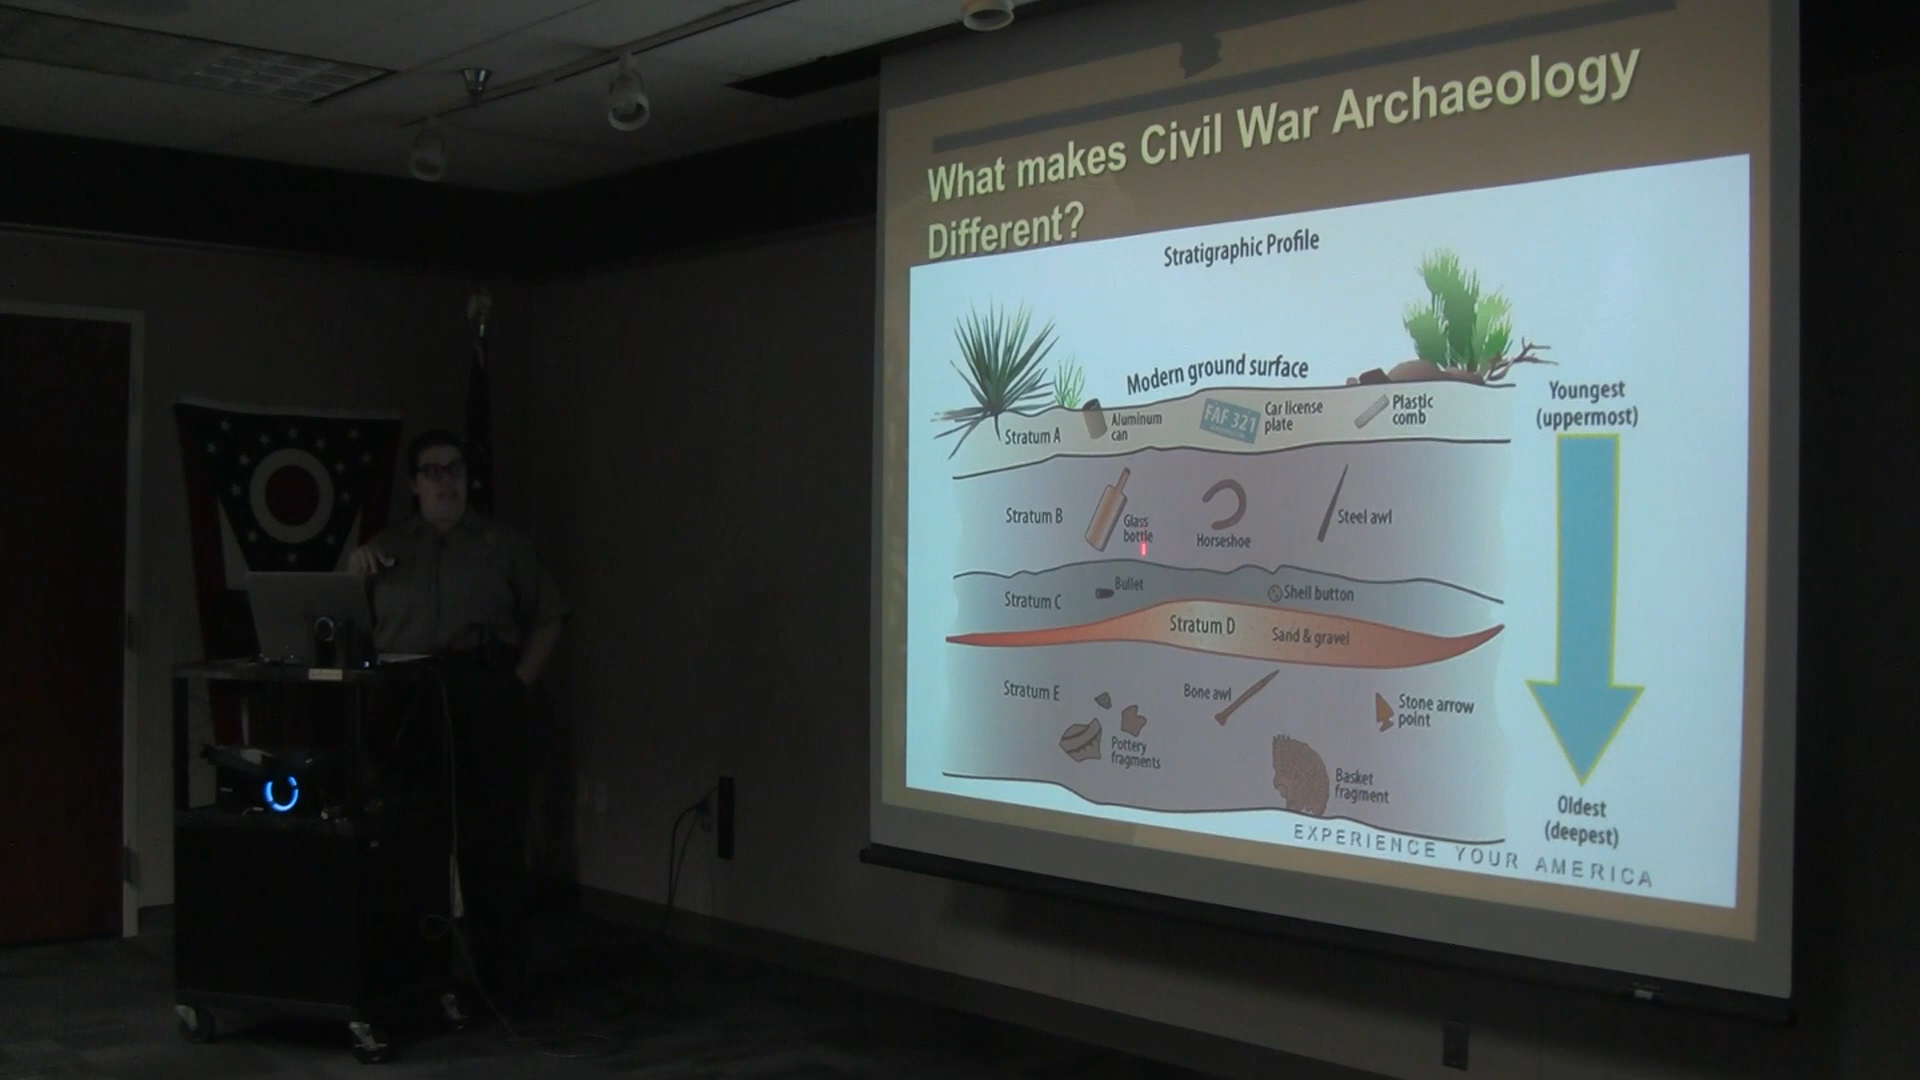 What makes Civil War Archaeology
Different?
Stratigraphic Profile
Modern ground surface
Youngest
(uppermost)
Stratum A
Aluminum
can
FAF 321
Car license
plate
Plastic
comb
Stratum B
Glass
bottle
Horseshoe
Steel awl
Stratum C
Bullet
Shell button
Stratum D
Sand & gravel
Stratum E
Pottery
fragments
Bone awl
Stone arrow
point
Basket
fragment
Oldest
(deepest)
EXPERIENCE YOUR AMERICA